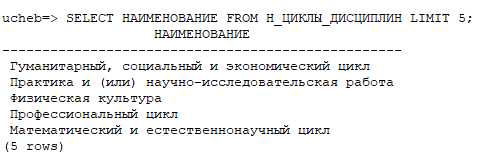 ucheb=> SELECT НАИМЕНОВАНИЕ FROM Н_ЦИКЛЫ_ДИСЦИПЛИН LIMIT 5;
НАИМЕНОВАНИЕ
--------------------------------------------------
Гуманитарный, социальный и экономический цикл
Практика и (или) научно-исследовательская работа
Физическая культура
Профессиональный цикл
Математический и естественнонаучный цикл
(5 rows)